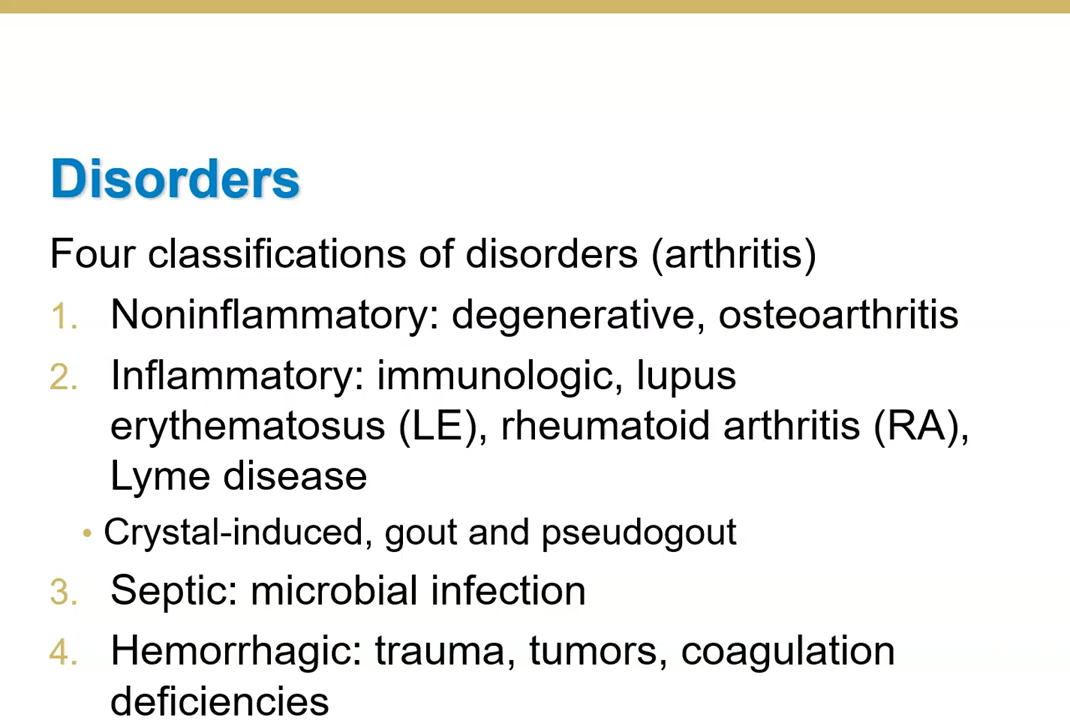 Disorders
Four classifications of disorders (arthritis)
1. Noninflammatory: degenerative, osteoarthritis
2. Inflammatory: immunologic, lupus
erythematosus (LE), rheumatoid arthritis (RA),
Lyme disease
• Crystal-induced, gout and pseudogout
3. Septic: microbial infection
4. Hemorrhagic: trauma, tumors, coagulation
deficiencies